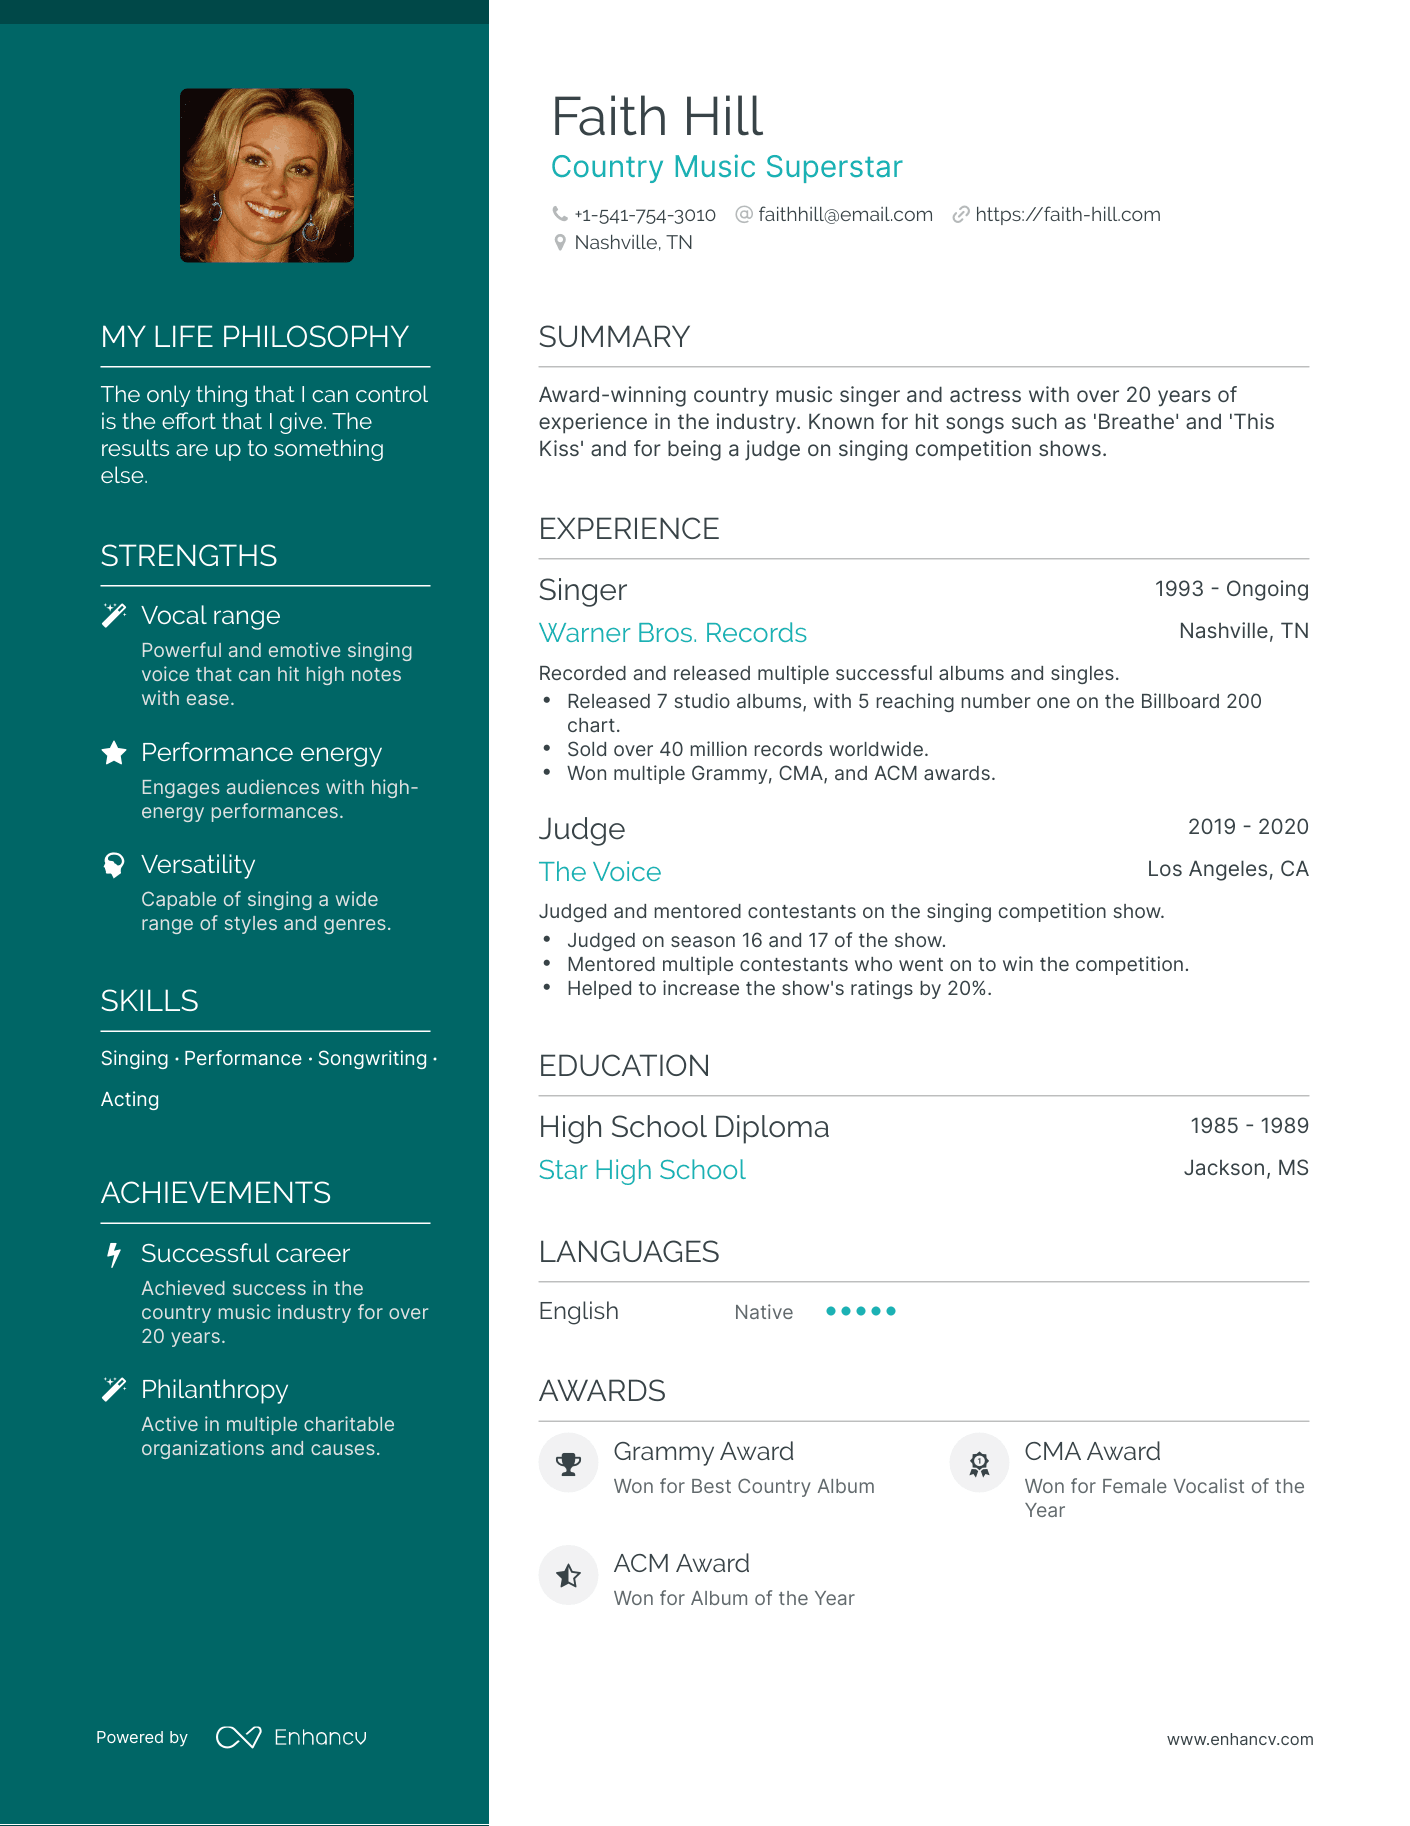 Faith Hill
Country Music Superstar
+1-541-754-3010 faithhill@email.com https://faith-hill.com
Nashville, TN
MY LIFE PHILOSOPHY
The only thing that I can control
is the effort that I give. The
results are up to something
else.
STRENGTHS
Vocal range
Powerful and emotive singing
voice that can hit high notes
with ease.
Performance energy
Engages audiences with high-
energy performances.
Versatility
Capable of singing a wide
range of styles and genres.
SKILLS
Singing · Performance · Songwriting ·
Acting
ACHIEVEMENTS
Successful career
Achieved success in the
country music industry for over
20 years.
Philanthropy
Active in multiple charitable
organizations and causes.
SUMMARY
Award-winning country music singer and actress with over 20 years of
experience in the industry. Known for hit songs such as 'Breathe' and 'This
Kiss' and for being a judge on singing competition shows.
EXPERIENCE
Singer 1993 - Ongoing
Warner Bros. Records Nashville, TN
Recorded and released multiple successful albums and singles.
• Released 7 studio albums, with 5 reaching number one on the Billboard 200
chart.
• Sold over 40 million records worldwide.
• Won multiple Grammy, CMA, and ACM awards.
Judge 2019 - 2020
The Voice Los Angeles, CA
Judged and mentored contestants on the singing competition show.
• Judged on season 16 and 17 of the show.
• Mentored multiple contestants who went on to win the competition.
• Helped to increase the show's ratings by 20%.
EDUCATION
High School Diploma 1985 - 1989
Star High School Jackson, MS
LANGUAGES
English Native
AWARDS
Grammy Award
Won for Best Country Album
CMA Award
Won for Female Vocalist of the
Year
ACM Award
Won for Album of the Year
Powered by Enhancv
www.enhancv.com